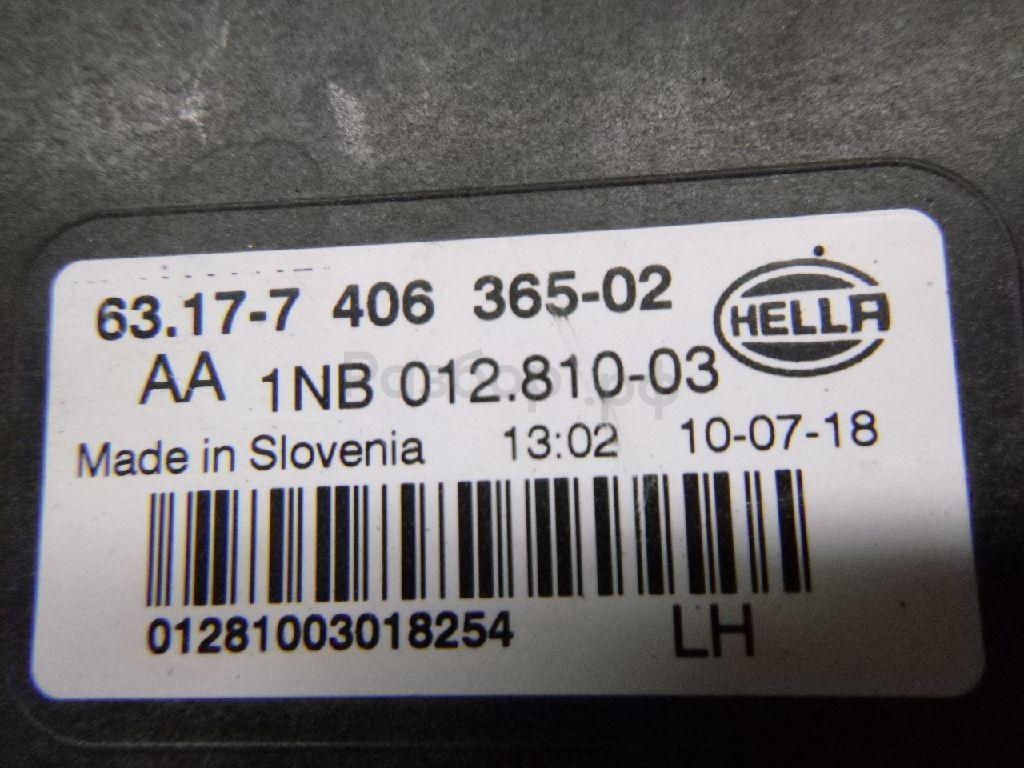 63.17-7 406 365-02
HELLA
AA 1NB 012.810-03
Made in Slovenia 13:02 10-07-18
01281003018254
LH